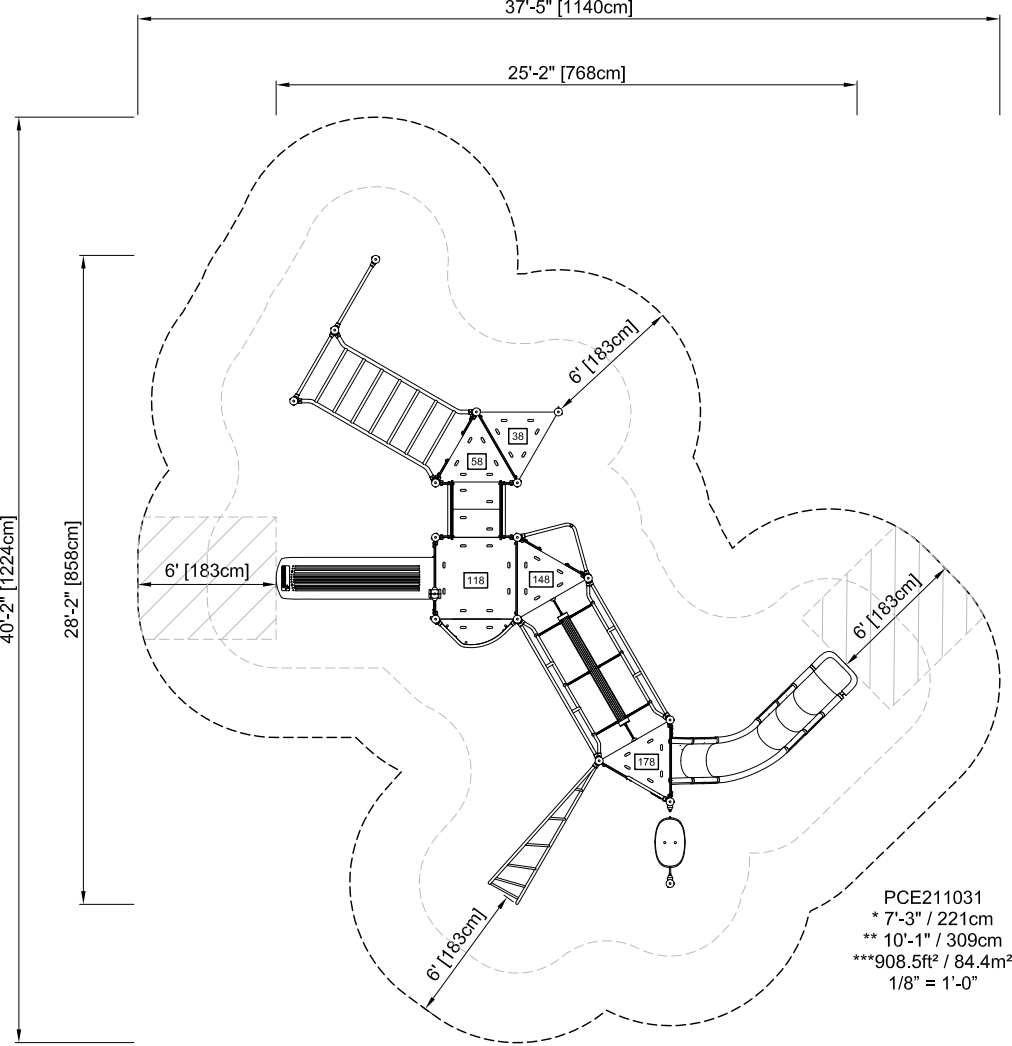 37'-5" [1140cm]
25'-2" [768cm]
6' [183cm]
38
58
40'-2" [1224cm]
28'-2" [858cm]
6' [183cm]
118
148
6' [183cm]
178
6' [183cm]
PCE211031
* 7'-3" / 221cm
** 10'-1" / 309cm
***908.5ft² / 84.4m²
1/8” = 1’-0”